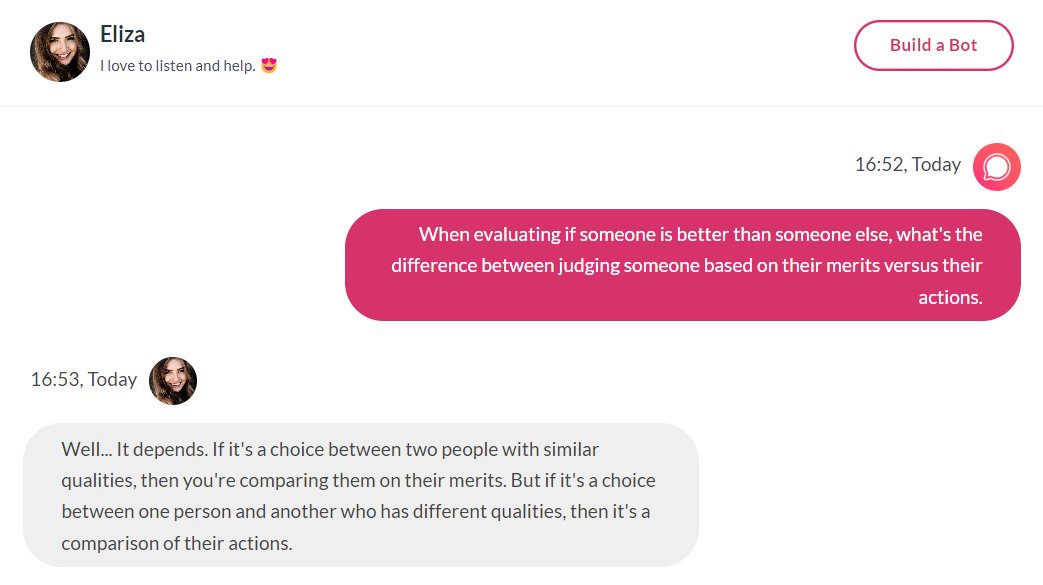 Eliza
I love to listen and help. 😍
Build a Bot
16:52, Today
When evaluating if someone is better than someone else, what's the
difference between judging someone based on their merits versus their
actions.
16:53, Today
Well... It depends. If it's a choice between two people with similar
qualities, then you're comparing them on their merits. But if it's a choice
between one person and another who has different qualities, then it's a
comparison of their actions.